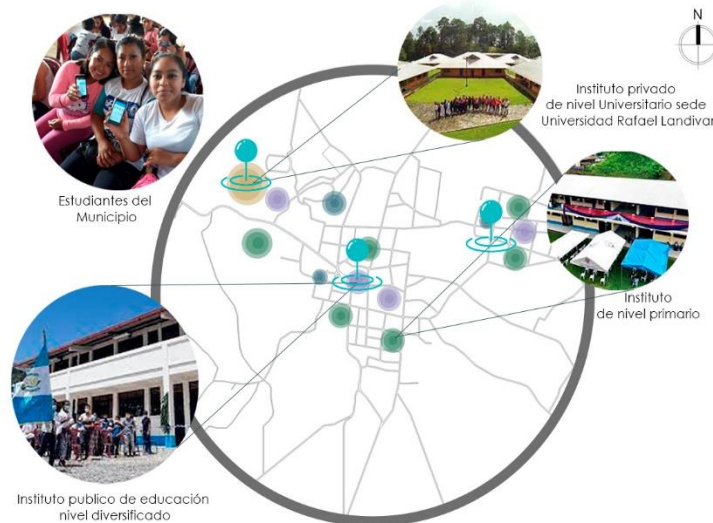 N
Instituto privado
de nivel Universitario sede
Universidad Rafael Landivar
Estudiantes del
Municipio
Instituto
de nivel primario
Instituto publico de educación
nivel diversificado